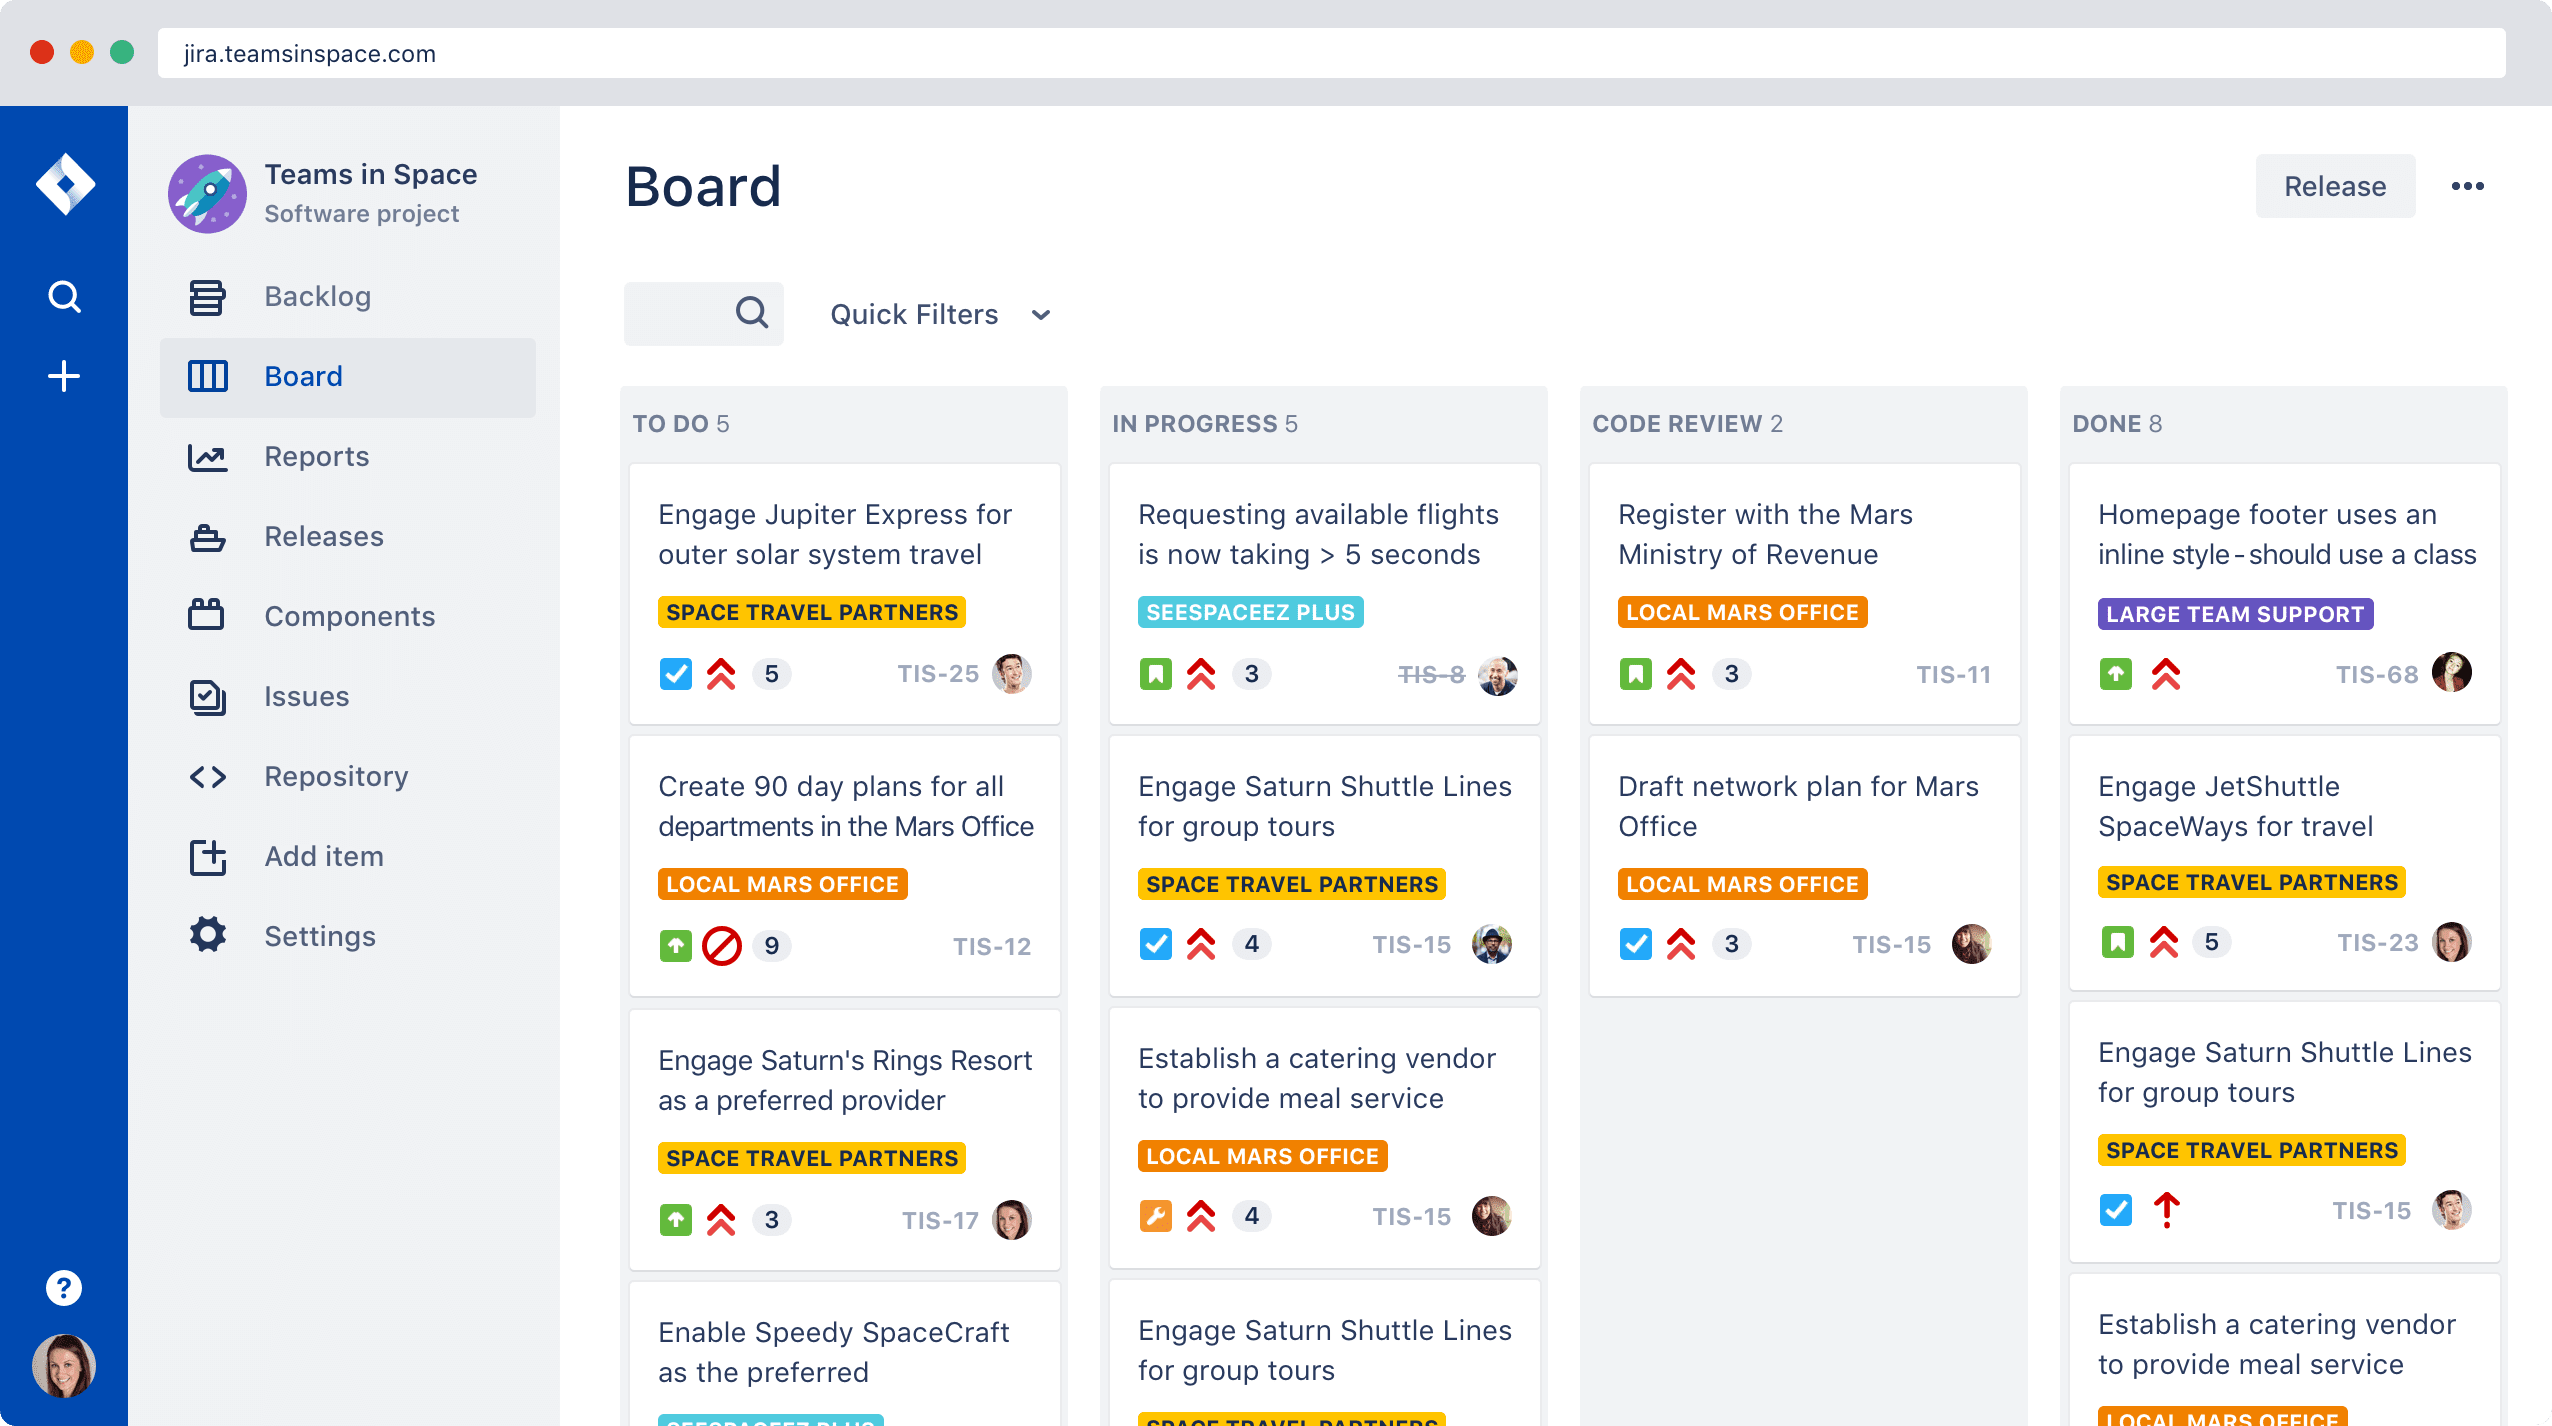 jira.teamsinspace.com
Teams in Space
Software project
Backlog
Board
Reports
Releases
Components
Issues
Repository
Add item
Settings
?
Board
Release
Quick Filters
TO DO 5
Engage Jupiter Express for
outer solar system travel
SPACE TRAVEL PARTNERS
5 TIS-25
Create 90 day plans for all
departments in the Mars Office
LOCAL MARS OFFICE
9 TIS-12
Engage Saturn's Rings Resort
as a preferred provider
SPACE TRAVEL PARTNERS
3 TIS-17
Enable Speedy SpaceCraft
as the preferred
SEESPACEEZ PLUS
IN PROGRESS 5
Requesting available flights
is now taking > 5 seconds
SEESPACEEZ PLUS
3 TIS-8
Engage Saturn Shuttle Lines
for group tours
SPACE TRAVEL PARTNERS
4 TIS-15
Establish a catering vendor
to provide meal service
LOCAL MARS OFFICE
4 TIS-15
Engage Saturn Shuttle Lines
for group tours
SPACE TRAVEL PARTNERS
CODE REVIEW 2
Register with the Mars
Ministry of Revenue
LOCAL MARS OFFICE
3 TIS-11
Draft network plan for Mars
Office
LOCAL MARS OFFICE
3 TIS-15
DONE 8
Homepage footer uses an
inline style-should use a class
LARGE TEAM SUPPORT
TIS-68
Engage JetShuttle
SpaceWays for travel
SPACE TRAVEL PARTNERS
5 TIS-23
Engage Saturn Shuttle Lines
for group tours
SPACE TRAVEL PARTNERS
TIS-15
Establish a catering vendor
to provide meal service
LOCAL MARS OFFICE